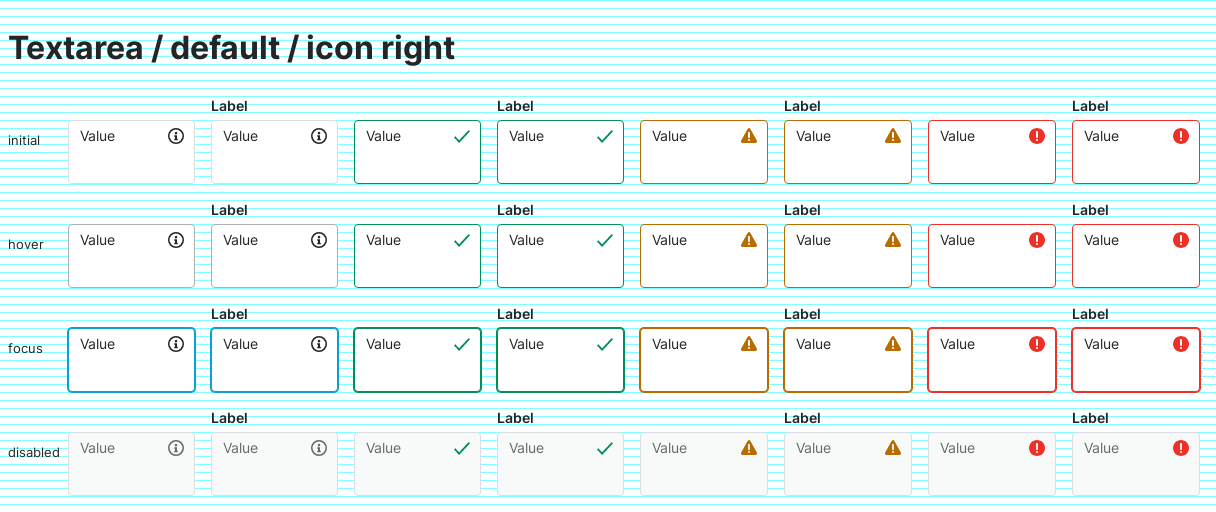 Textarea / default / icon right
Label Label Label Label
initial Value Value Value Value Value Value Value Value
Label Label Label Label
hover Value Value Value Value Value Value Value Value
Label Label Label Label
focus Value Value Value Value Value Value Value Value
Label Label Label Label
disabled Value Value Value Value Value Value Value Value